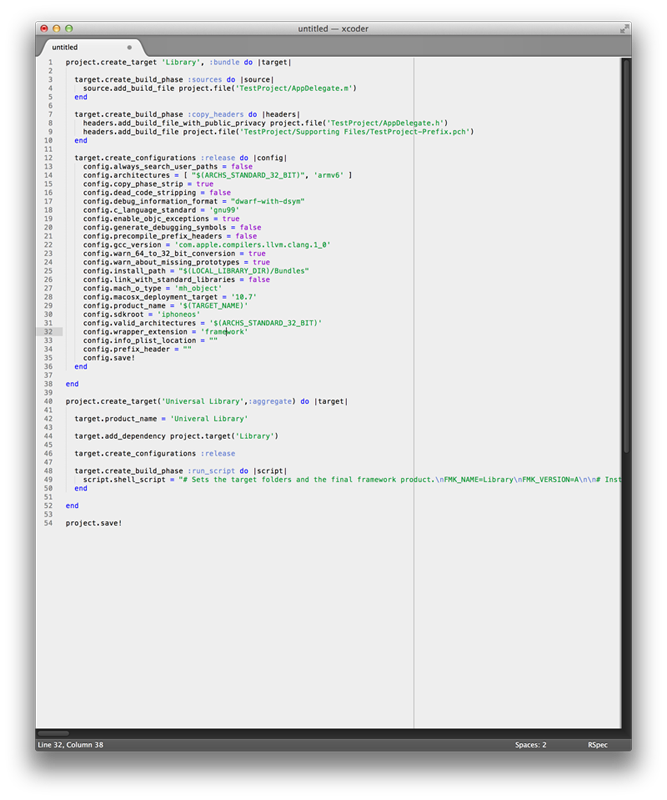 untitled — xcoder
untitled
1 project.create_target 'Library', :bundle do |target|
2
3 target.create_build_phase :sources do |source|
4 source.add_build_file project.file('TestProject/AppDelegate.m')
5 end
6
7 target.create_build_phase :copy_headers do |headers|
8 headers.add_build_file_with_public_privacy project.file('TestProject/AppDelegate.h')
9 headers.add_build_file project.file('TestProject/Supporting Files/TestProject-Prefix.pch')
10 end
11
12 target.create_configurations :release do |config|
13 config.always_search_user_paths = false
14 config.architectures = [ "$(ARCHS_STANDARD_32_BIT)", 'armv6' ]
15 config.copy_phase_strip = true
16 config.dead_code_stripping = false
17 config.debug_information_format = "dwarf-with-dsym"
18 config.c_language_standard = 'gnu99'
19 config.enable_objc_exceptions = true
20 config.generate_debugging_symbols = false
21 config.precompile_prefix_headers = false
22 config.gcc_version = 'com.apple.compilers.llvm.clang.1_0'
23 config.warn_64_to_32_bit_conversion = true
24 config.warn_about_missing_prototypes = true
25 config.install_path = "$(LOCAL_LIBRARY_DIR)/Bundles"
26 config.link_with_standard_libraries = false
27 config.mach_o_type = 'mh_object'
28 config.macosx_deployment_target = '10.7'
29 config.product_name = '$(TARGET_NAME)'
30 config.sdkroot = 'iphoneos'
31 config.valid_architectures = '$(ARCHS_STANDARD_32_BIT)'
32 config.wrapper_extension = 'framework'
33 config.info_plist_location = ""
34 config.prefix_header = ""
35 config.save!
36 end
37
38 end
39
40 project.create_target('Universal Library',:aggregate) do |target|
41
42 target.product_name = 'Univeral Library'
43
44 target.add_dependency project.target('Library')
45
46 target.create_configurations :release
47
48 target.create_build_phase :run_script do |script|
49 script.shell_script = "# Sets the target folders and the final framework product.\nFMK_NAME=Library\nFMK_VERSION=A\n\n# Inst
50 end
51
52 end
53
54 project.save!
Line 32, Column 38 Spaces: 2 RSpec